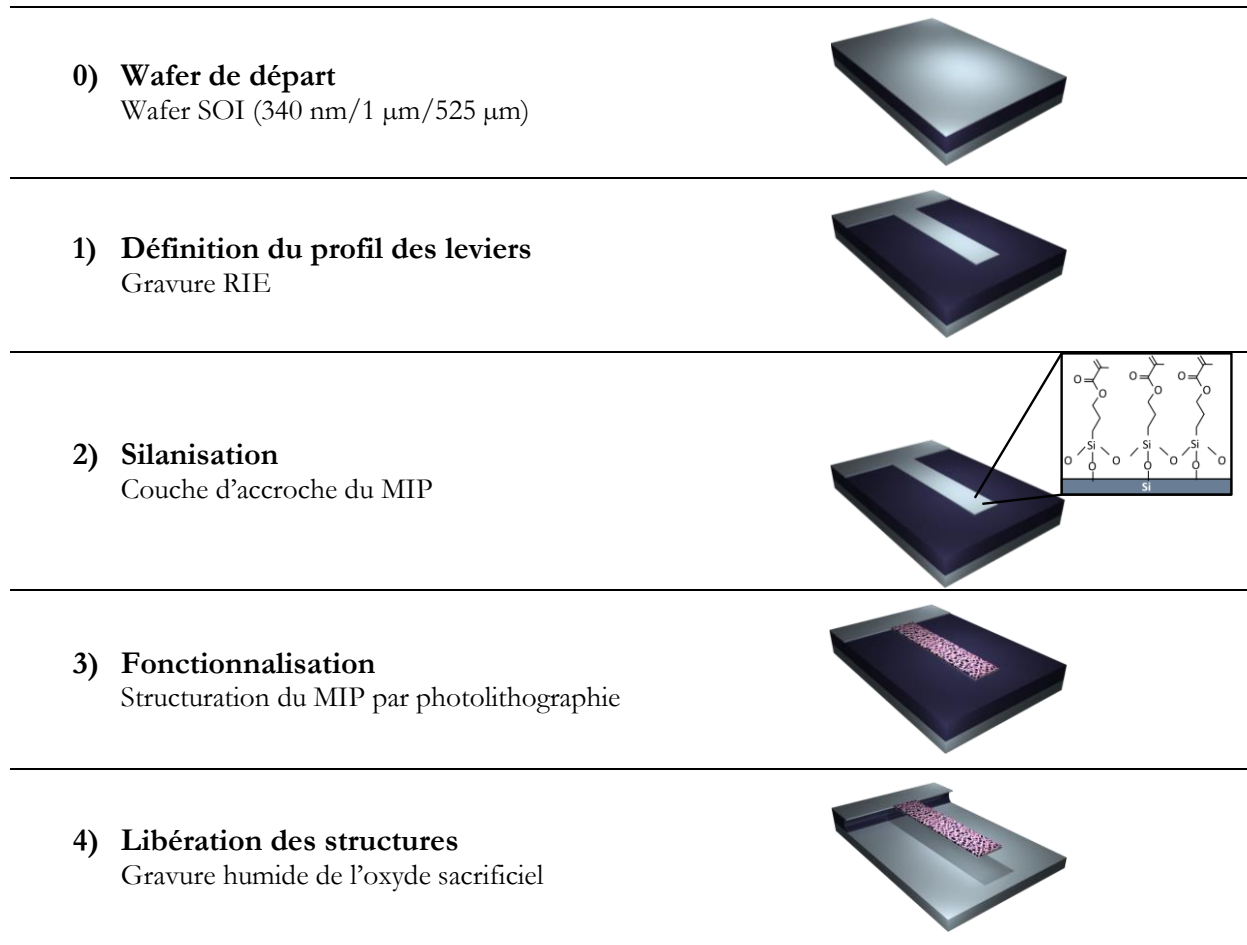 0) Wafer de départ
Wafer SOI (340 nm/1 μm/525 μm)
1) Définition du profil des leviers
Gravure RIE
2) Silanisation
Couche d'accroche du MIP
O O O
O O O
Si Si Si
O O O O
O O O
Si
3) Fonctionnalisation
Structuration du MIP par photolithographie
4) Libération des structures
Gravure humide de l'oxyde sacrificiel